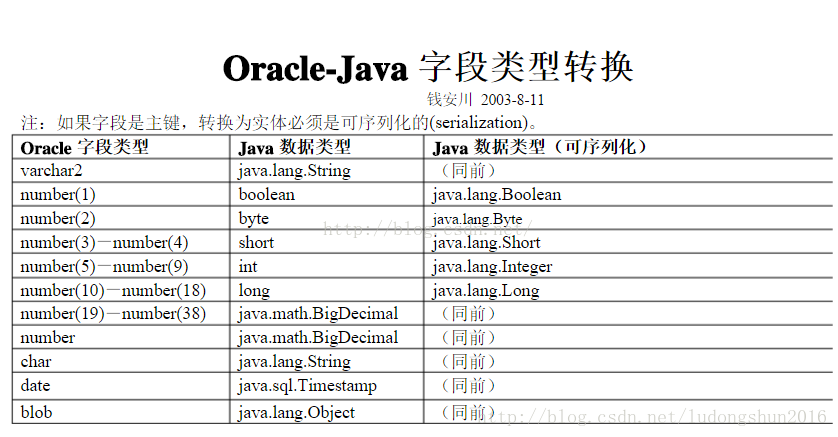 Oracle-Java 字段类型转换
钱安川 2003-8-11
注：如果字段是主键，转换为实体必须是可序列化的(serialization)。
Oracle 字段类型 Java 数据类型 Java 数据类型（可序列化）
varchar2 java.lang.String （同前）
number(1) boolean java.lang.Boolean
number(2) byte java.lang.Byte
http://blog.csdn.net/
number(3)－number(4) short java.lang.Short
number(5)－number(9) int java.lang.Integer
number(10)－number(18) long java.lang.Long
number(19)－number(38) java.math.BigDecimal （同前）
number java.math.BigDecimal （同前）
char java.lang.String （同前）
date java.sql.Timestamp （同前）
blob java.lang.Object （同前）
http://blog.csdn.net/ludongshun2016